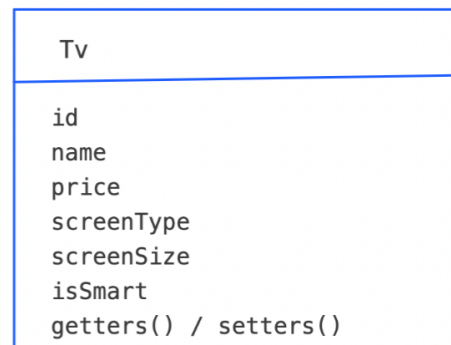 Tv
id
name
price
screenType
screenSize
isSmart
getters() / setters()